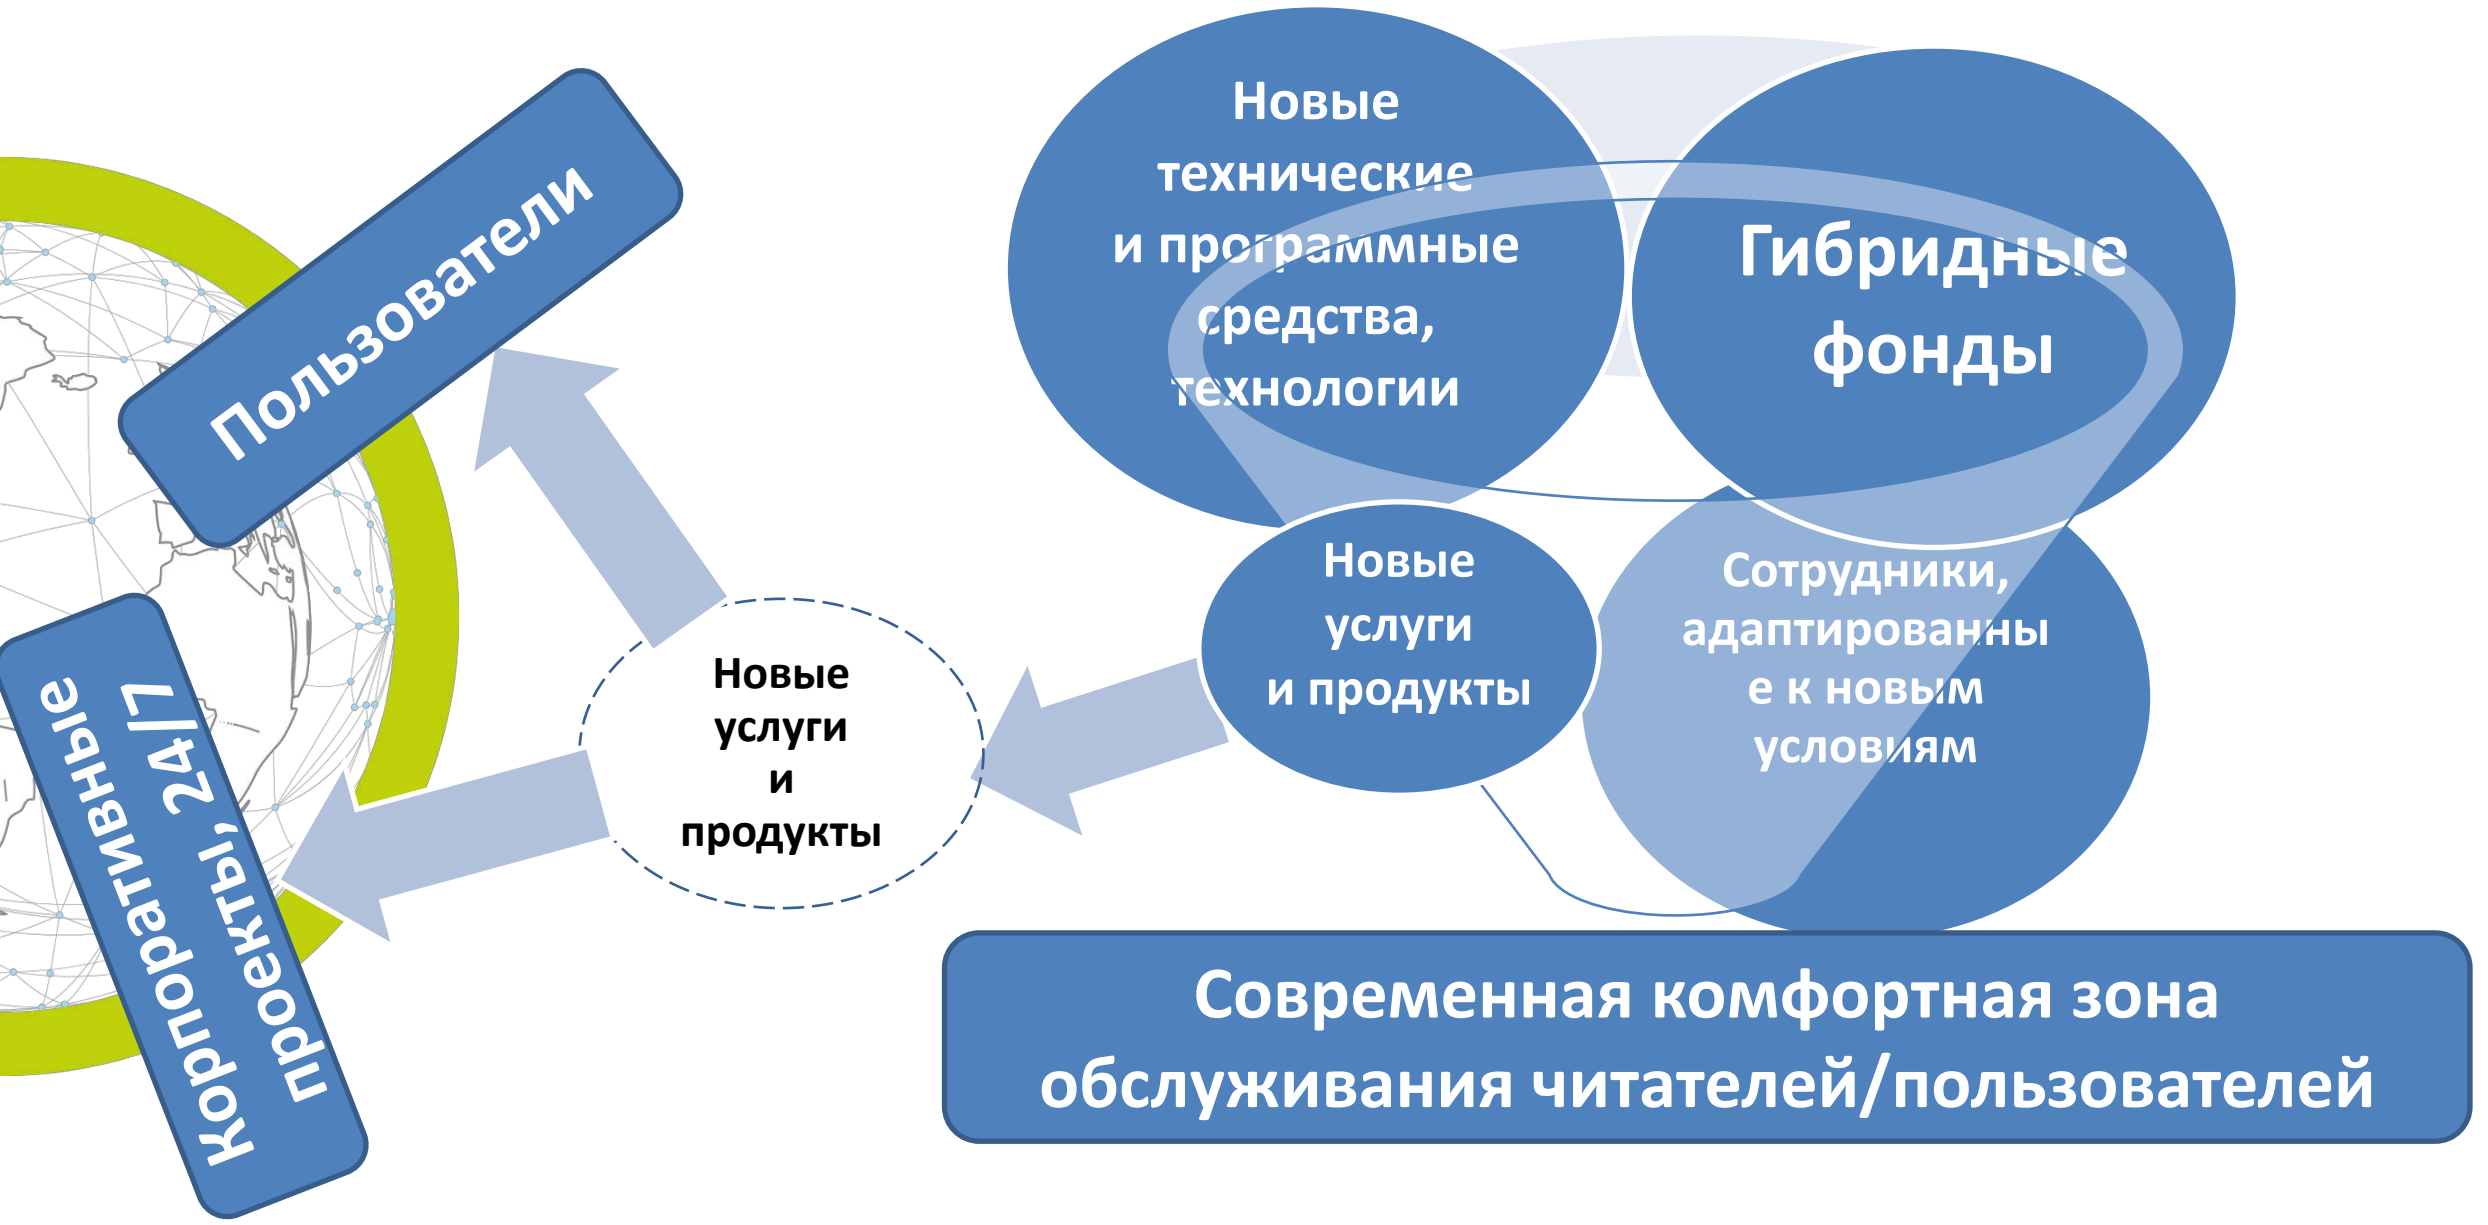 Пользователи
Корпоративные
проекты, 24/7
Новые
услуги
и
продукты
Новые
технические
и программные
средства,
технологии
Гибридные
фонды
Новые
услуги
и продукты
Сотрудники,
адаптированны
е к новым
условиям
Современная комфортная зона
обслуживания читателей/пользователей